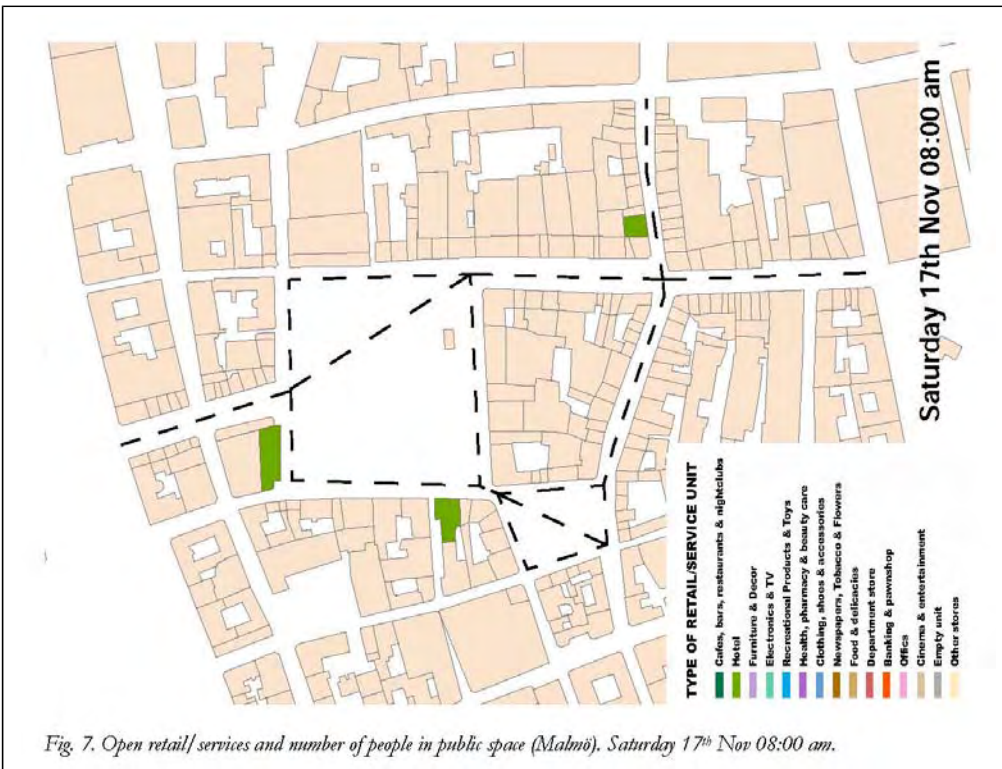 Saturday 17th Nov 08:00 am
TYPE OF RETAIL/SERVICE UNIT
Cafes, bars, restaurants & nightclubs
Hotel
Furniture & Decor
Electronics & TV
Recreational Products & Toys
Health, pharmacy & beauty care
Clothing, shoes & accessories
Newspapers, Tobacco & Flowers
Food & delicacies
Department store
Banking & pawnshop
Office
Cinema & entertainment
Empty unit
Other stores
Fig. 7. Open retail/services and number of people in public space (Malmö). Saturday 17th Nov 08:00 am.